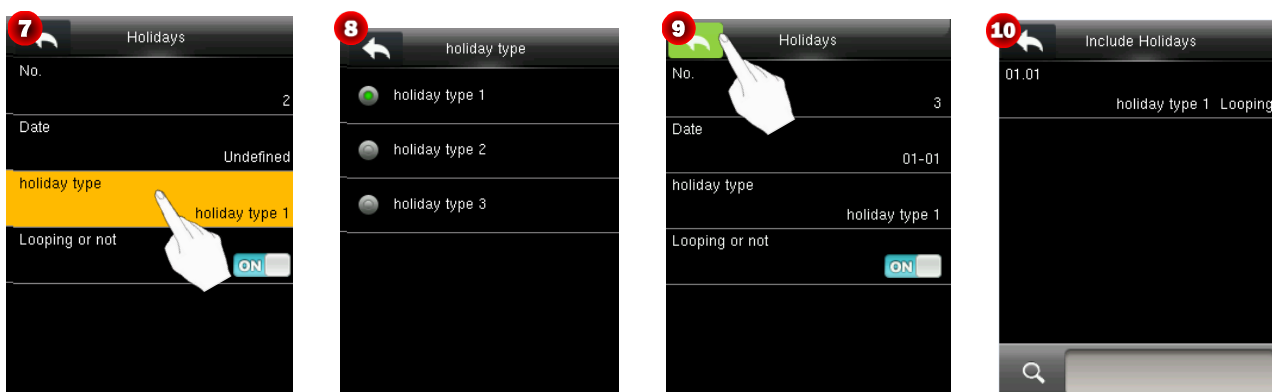 7
Holidays
No.
2
Date
Undefined
holiday type
holiday type 1
Looping or not
ON
8
holiday type
holiday type 1
holiday type 2
holiday type 3
9
Holidays
No.
3
Date
01-01
holiday type
holiday type 1
Looping or not
ON
10
Include Holidays
01.01
holiday type 1 Looping